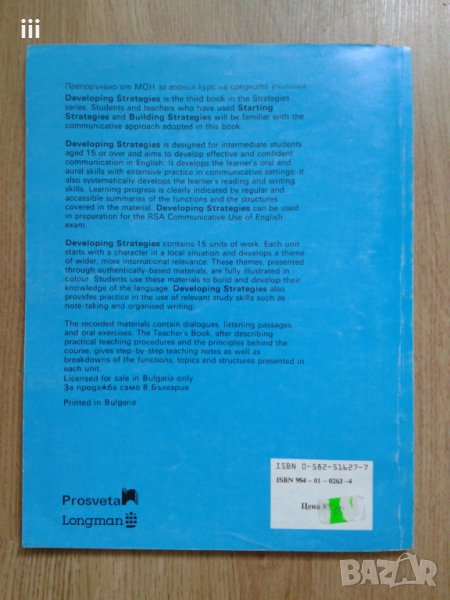 iii
Препоръчано от МОН за горния курс на средните училища
Developing Strategies is the third book in the Strategies
series. Students and teachers who have used Starting
Strategies and Building Strategies will be familiar with the
communicative approach adopted in this book.
Developing Strategies is designed for intermediate students
aged 15 or over and aims to develop effective and confident
communication in English. It develops the learner's oral and
aural skills with extensive practice in communicative settings; it
also systematically develops the learner's reading and writing
skills. Learning progress is clearly indicated by regular and
accessible summaries of the functions and the structures
covered in the material. Developing Strategies can be used
in preparation for the RSA Communicative Use of English
exam.
Developing Strategies contains 15 units of work. Each unit
starts with a character in a local situation and develops a theme
of wider, more international relevance. These themes, presented
through authentically-based materials, are fully illustrated in
colour. Students use these materials to build and develop their
knowledge of the language. Developing Strategies also
provides practice in the use of relevant study skills such as
note-taking and organised writing.
The recorded materials contain dialogues, listening passages
and oral exercises. The Teacher's Book, after describing
practical teaching procedures and the principles behind the
course, gives step-by-step teaching notes as well as
breakdowns of the functions, topics and structures presented in
each unit.
Licensed for sale in Bulgaria only
За продажба само в България
Printed in Bulgaria
ISBN 0-582-51627-7
ISBN 954 – 01 – 0263 – 4
Цена
Prosveta
Longman
BAZAR